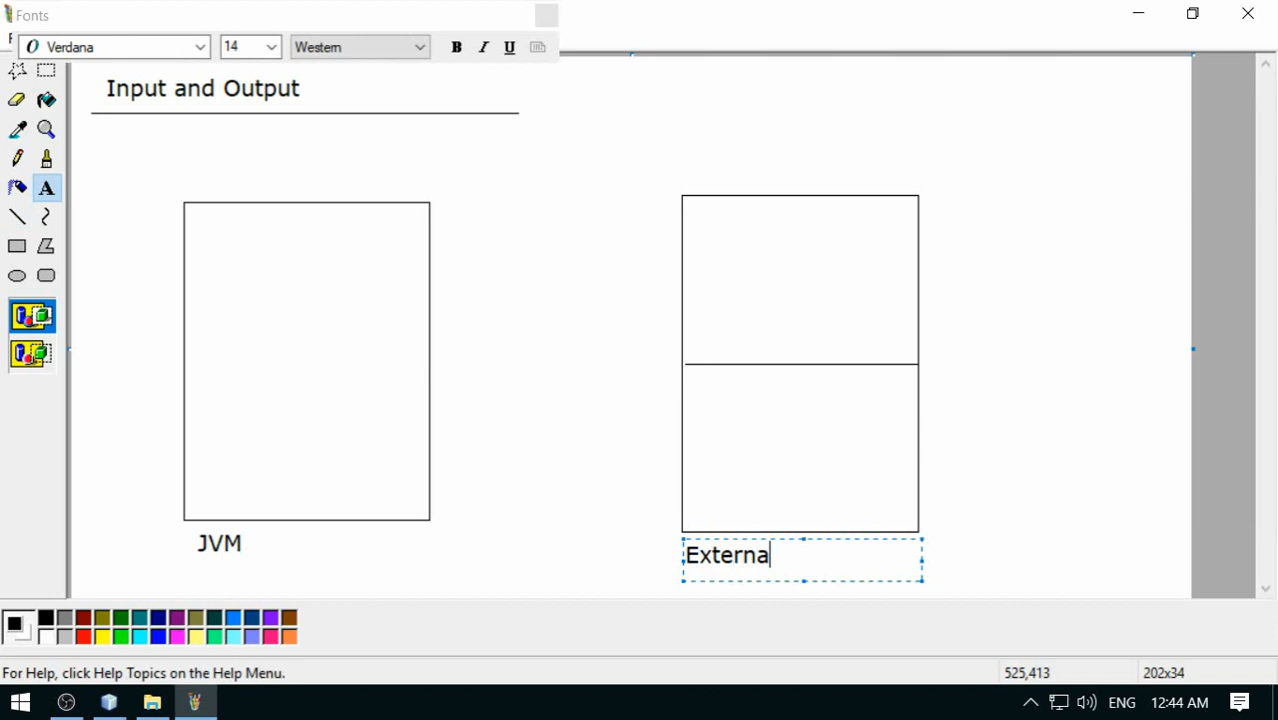 Fonts
Verdana
14
Western
B I U
Input and Output
JVM
Externa
For Help, click Help Topics on the Help Menu.
525,413
202x34
ENG
12:44 AM